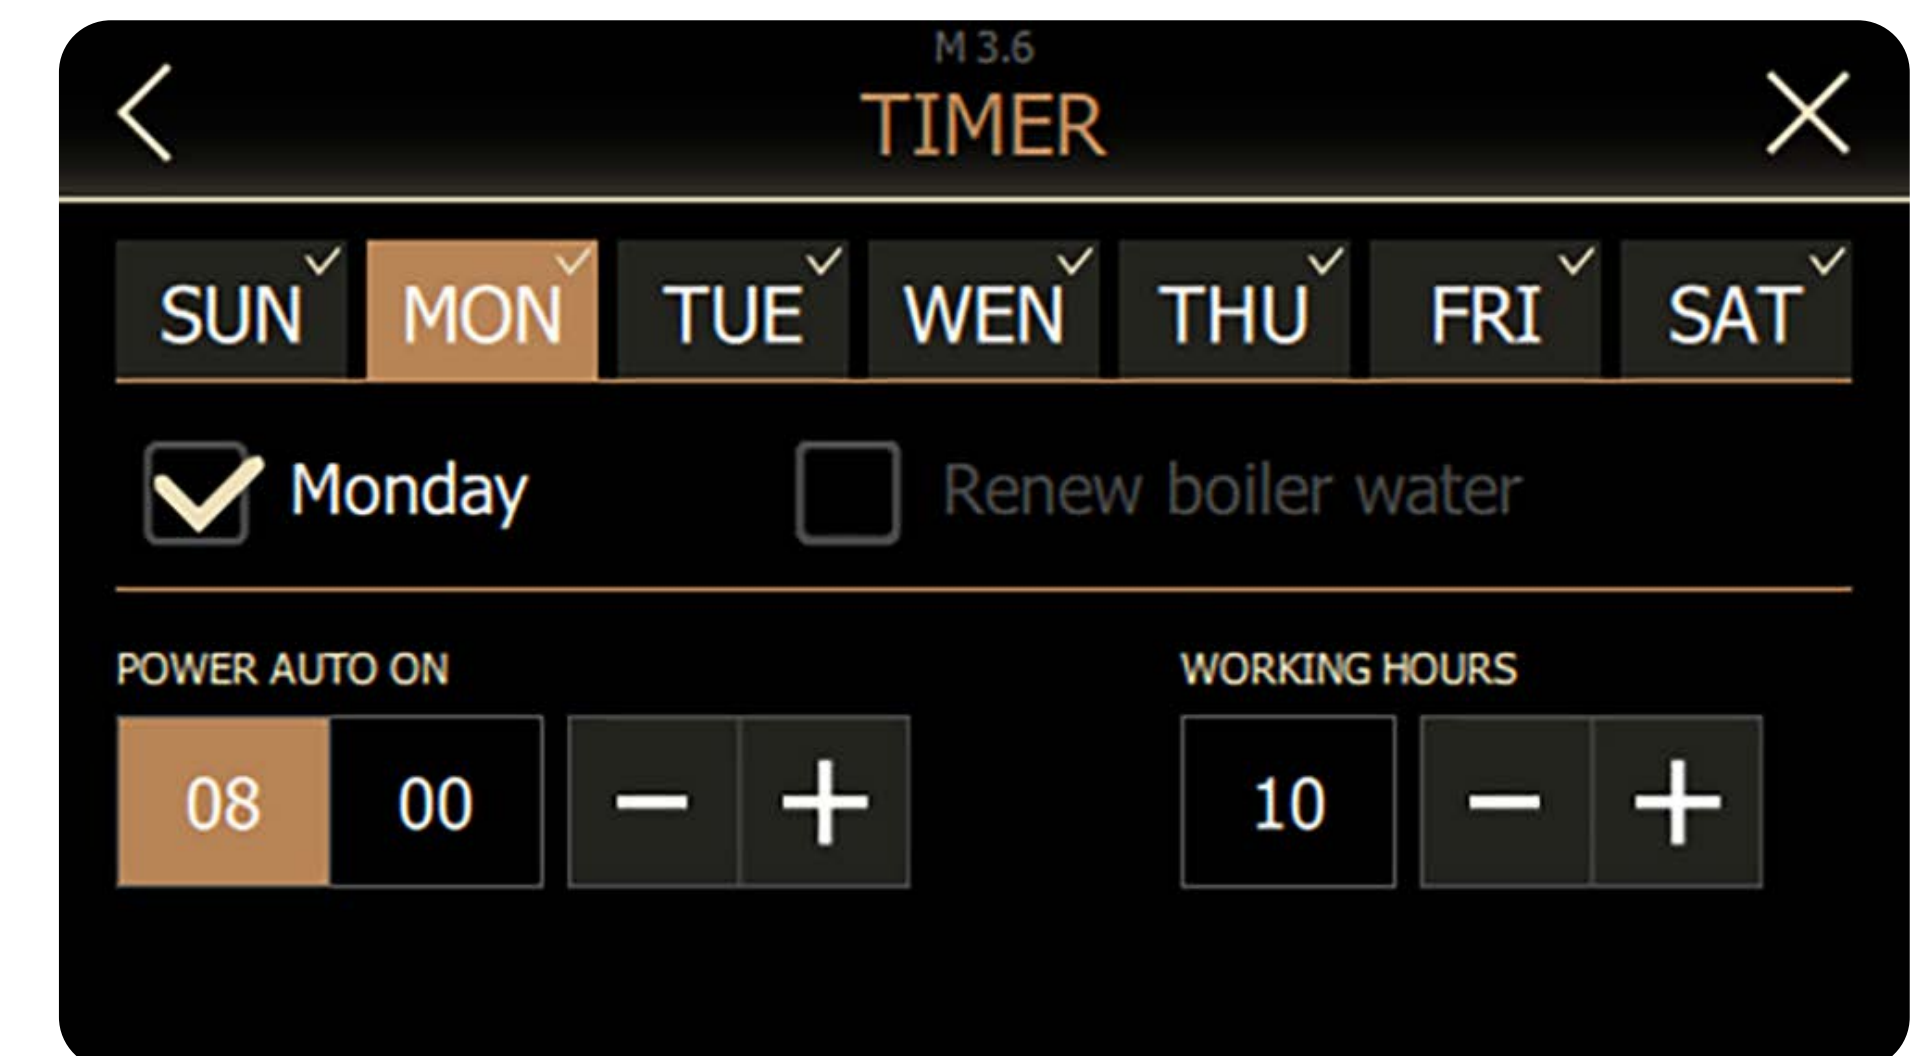 M 3.6
TIMER
SUN MON TUE WEN THU FRI SAT
Monday Renew boiler water
POWER AUTO ON WORKING HOURS
08 00 10